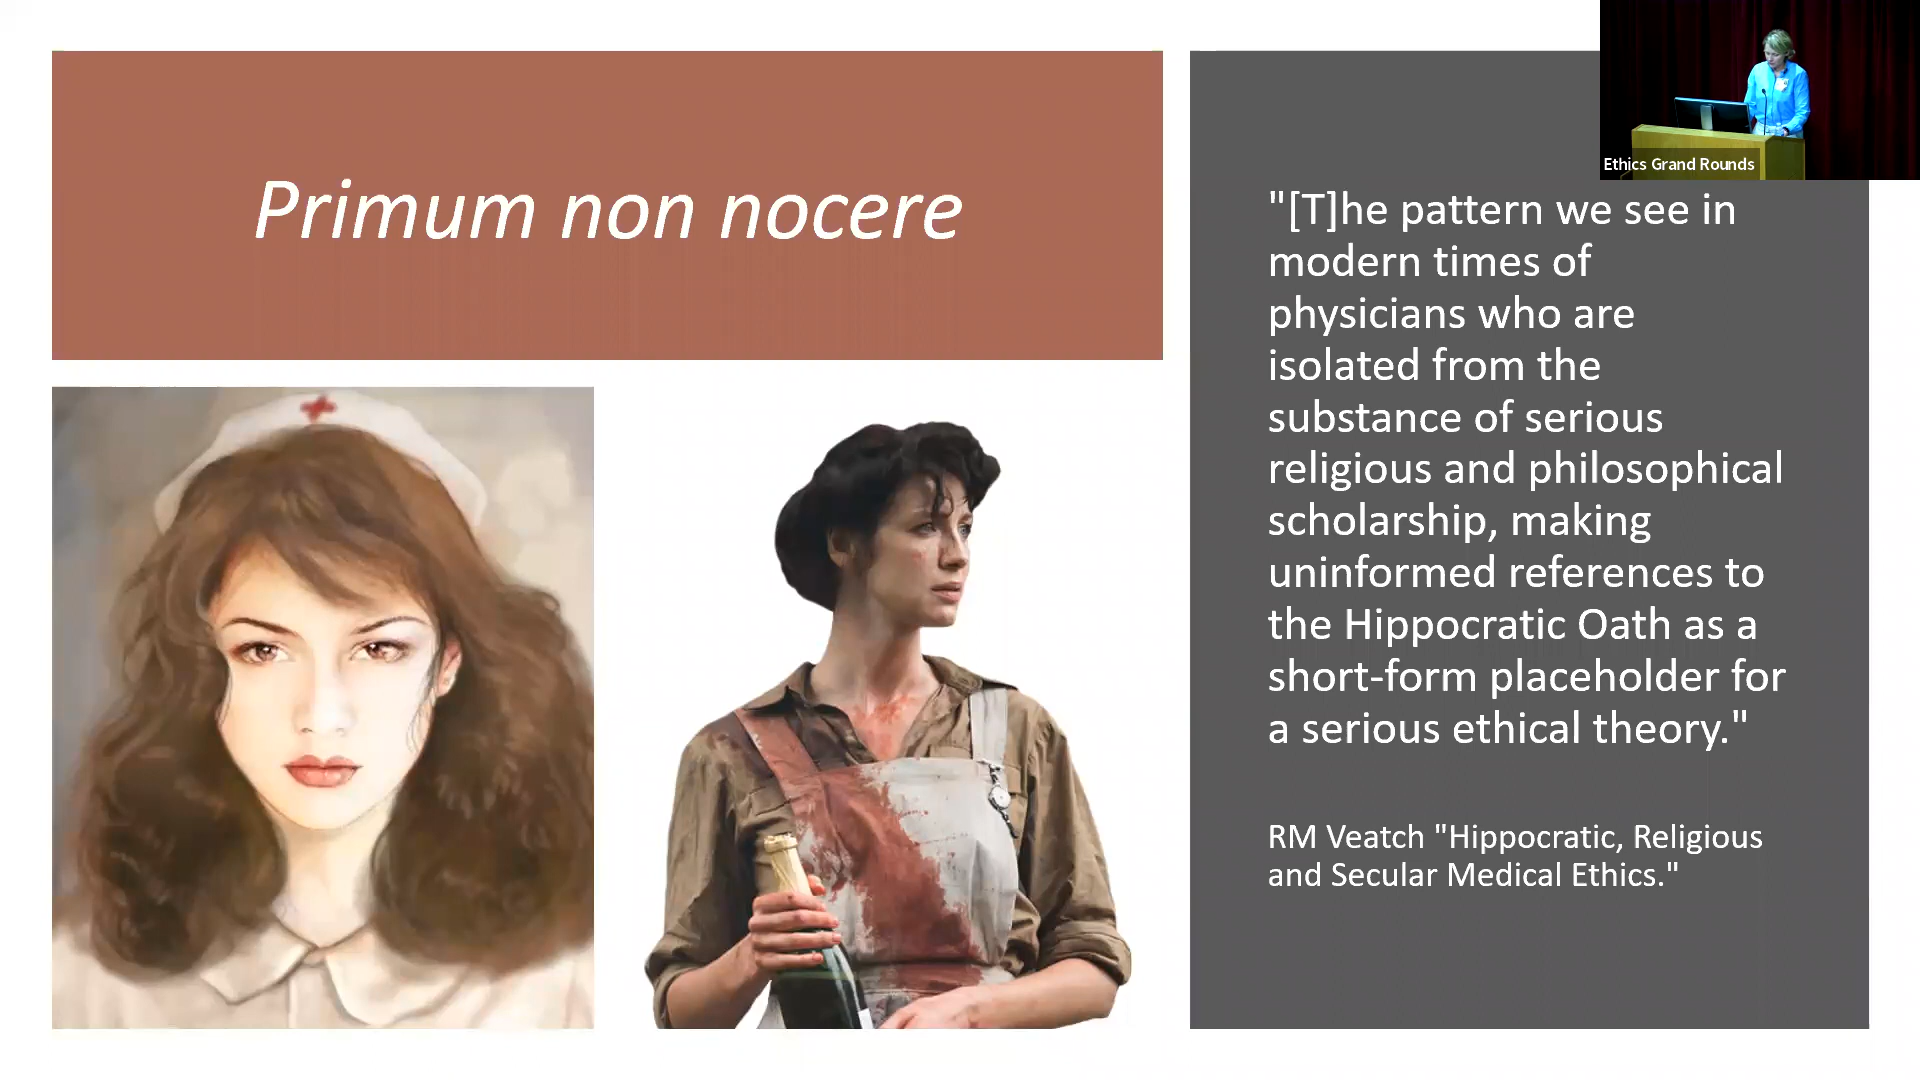 Primum non nocere
"[T]he pattern we see in
modern times of
physicians who are
isolated from the
substance of serious
religious and philosophical
scholarship, making
uninformed references to
the Hippocratic Oath as a
short-form placeholder for
a serious ethical theory."
RM Veatch "Hippocratic, Religious
and Secular Medical Ethics."
Ethics Grand Rounds